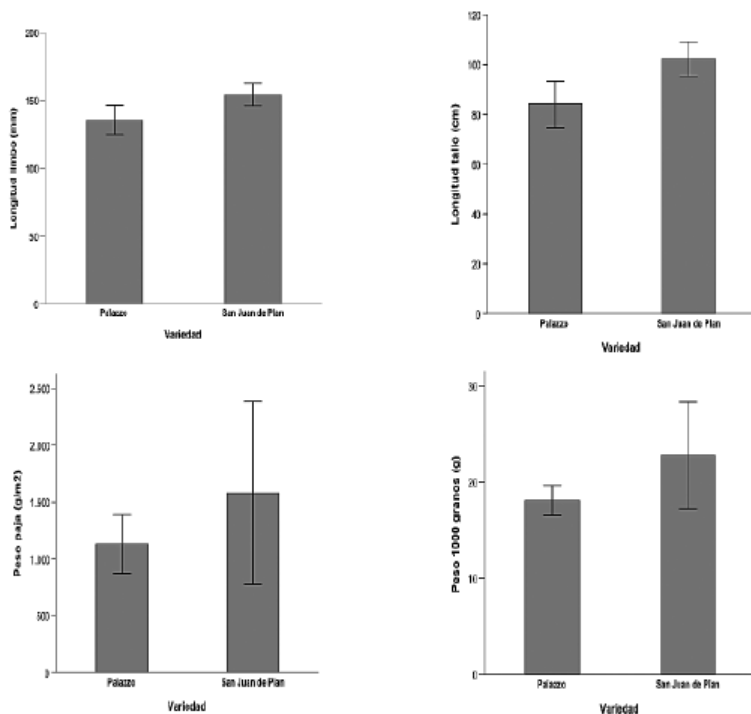 Longitud limbo (mm)
200
150
100
50
0
Palazzo San Juan de Plan
Variedad
Longitud tallo (cm)
120
100
80
60
40
20
0
Palazzo San Juan de Plan
Variedad
Peso paja (g/m2)
2.500
2.000
1.500
1.000
500
0
Palazzo San Juan de Plan
Variedad
Peso 1000 granos (g)
30
20
10
0
Palazzo San Juan de Plan
Variedad